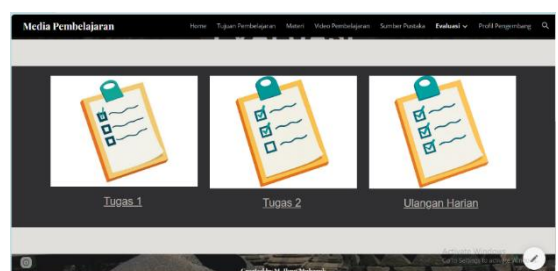 Media Pembelajaran Home Tujuan Pembelajaran Materi Video Pembelajaran Sumber Pustaka Evaluasi Profil Pengembang
Tugas 1 Tugas 2 Ulangan Harian
Activate Windows